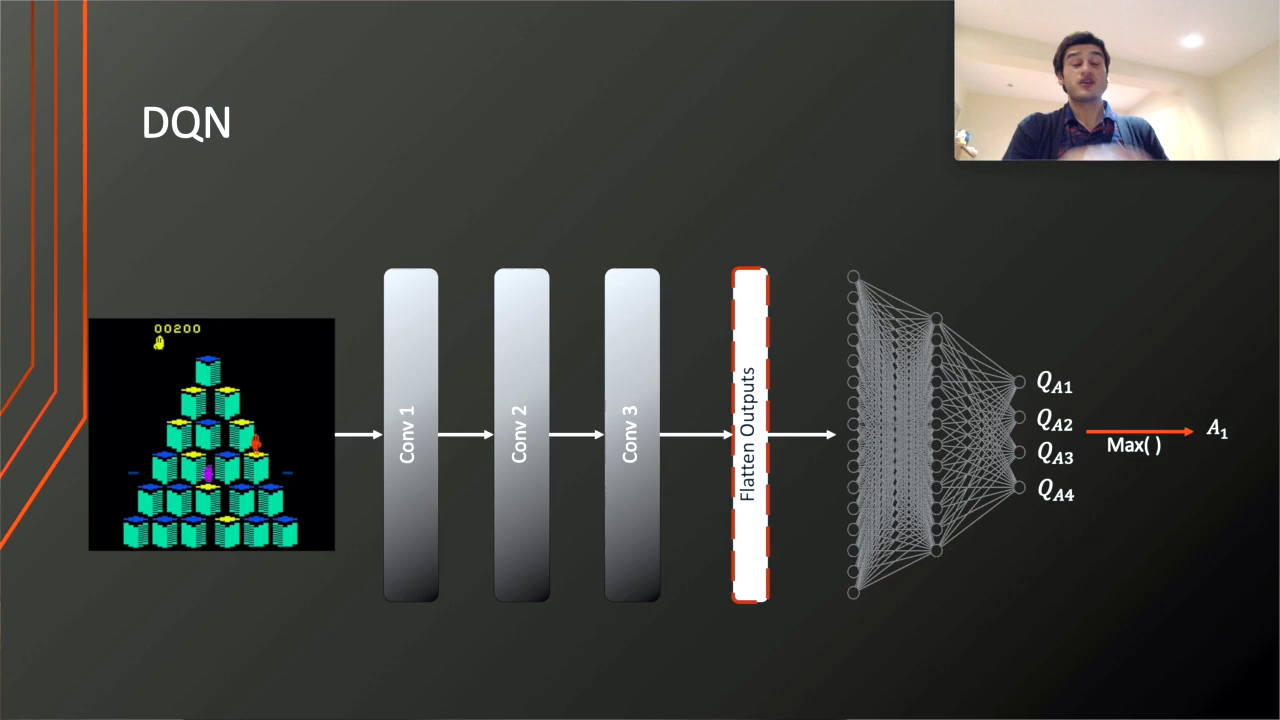 DQN
00200
Conv 1
Conv 2
Conv 3
Flatten Outputs
Q_A1
Q_A2
Q_A3
Q_A4
Max( )
A_1